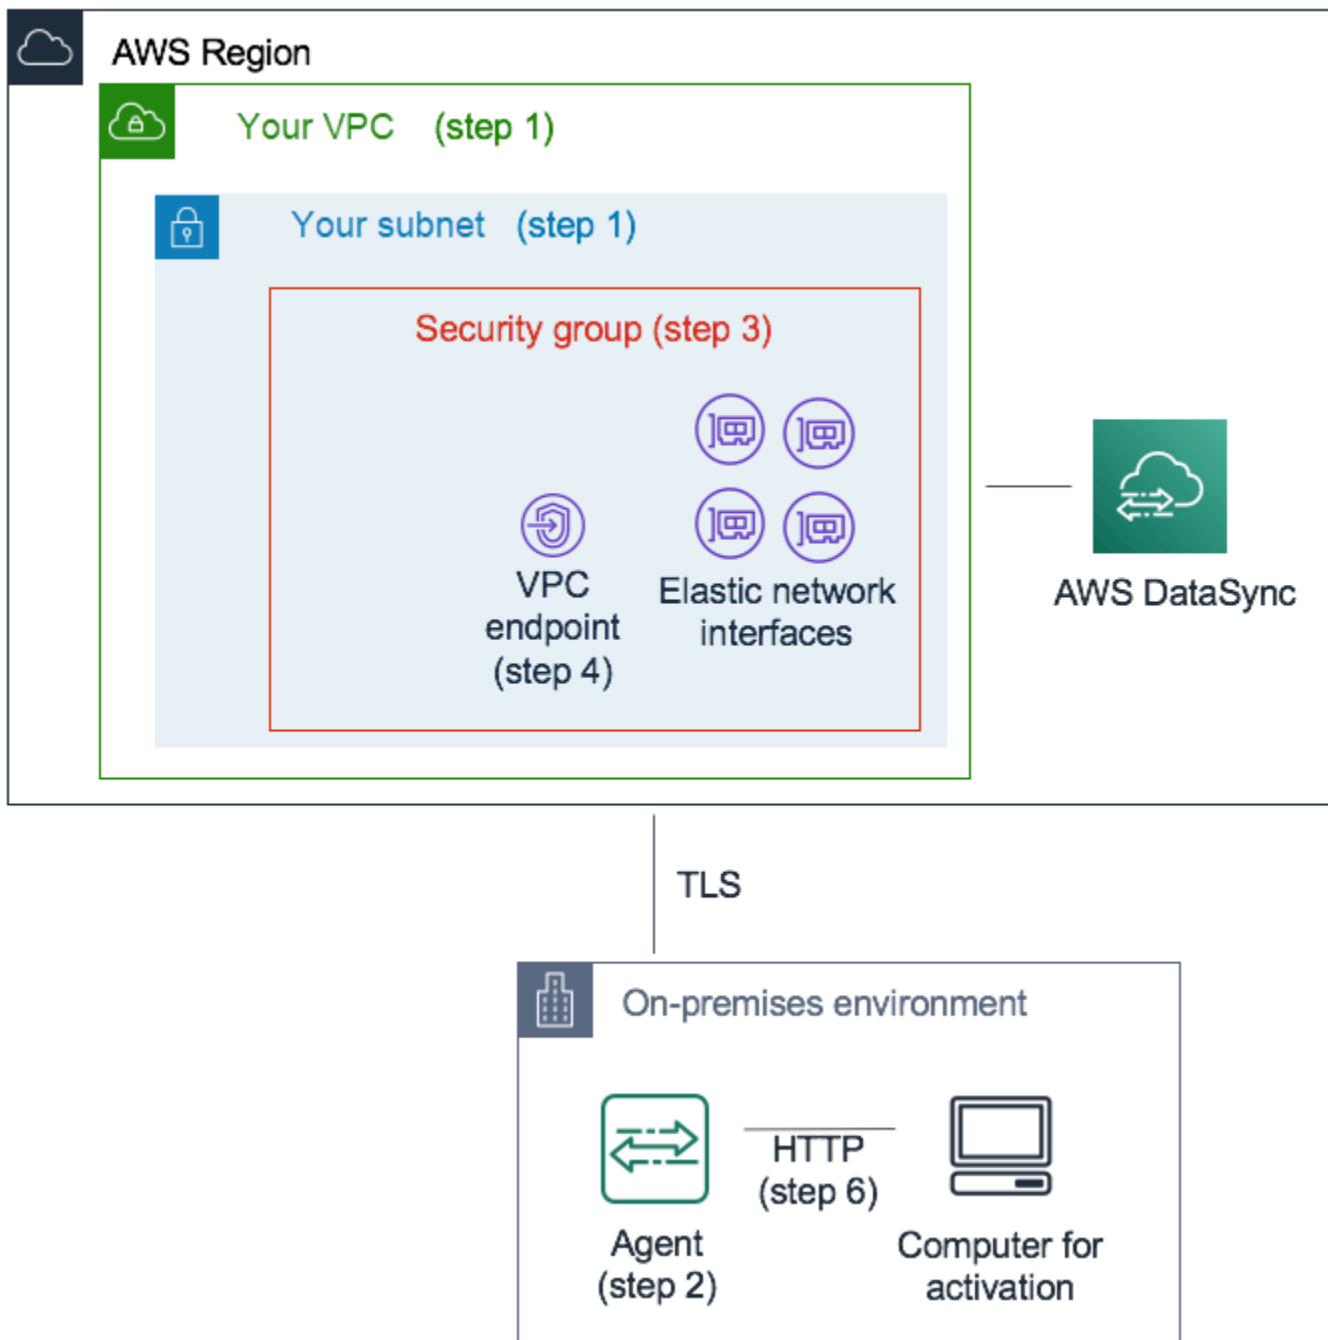 AWS Region
Your VPC (step 1)
Your subnet (step 1)
Security group (step 3)
VPC
endpoint
(step 4)
Elastic network
interfaces
AWS DataSync
TLS
On-premises environment
HTTP
(step 6)
Agent
(step 2)
Computer for
activation